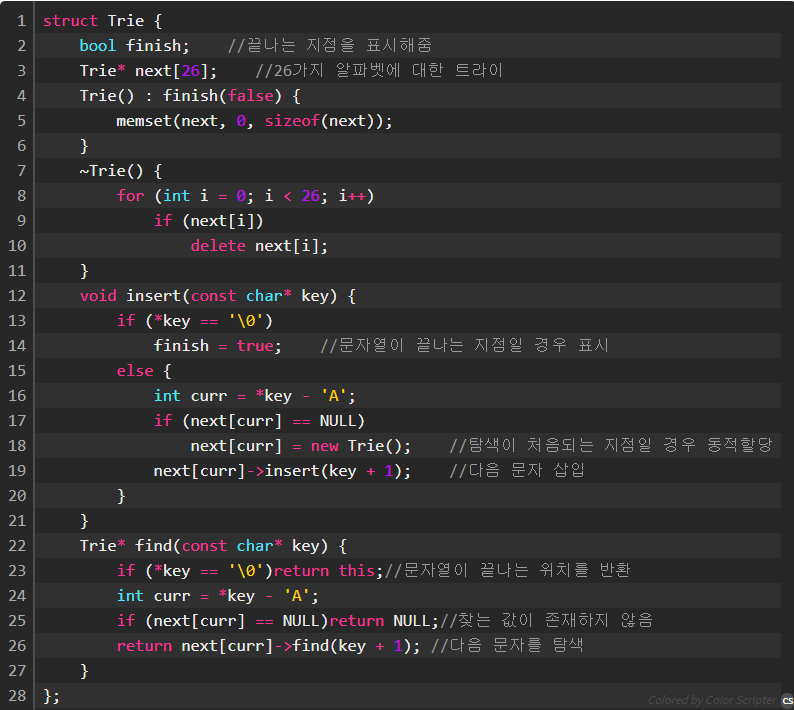 1 struct Trie {
2     bool finish;    //끝나는 지점을 표시해줌
3     Trie* next[26];    //26가지 알파벳에 대한 트라이
4     Trie() : finish(false) {
5         memset(next, 0, sizeof(next));
6     }
7     ~Trie() {
8         for (int i = 0; i < 26; i++)
9             if (next[i])
10                 delete next[i];
11     }
12     void insert(const char* key) {
13         if (*key == '\0')
14             finish = true;    //문자열이 끝나는 지점일 경우 표시
15         else {
16             int curr = *key - 'A';
17             if (next[curr] == NULL)
18                 next[curr] = new Trie();    //탐색이 처음되는 지점일 경우 동적할당
19             next[curr]->insert(key + 1);    //다음 문자 삽입
20         }
21     }
22     Trie* find(const char* key) {
23         if (*key == '\0')return this;//문자열이 끝나는 위치를 반환
24         int curr = *key - 'A';
25         if (next[curr] == NULL)return NULL;//찾는 값이 존재하지 않음
26         return next[curr]->find(key + 1); //다음 문자를 탐색
27     }
28 };
Colored by Color Scripter cs